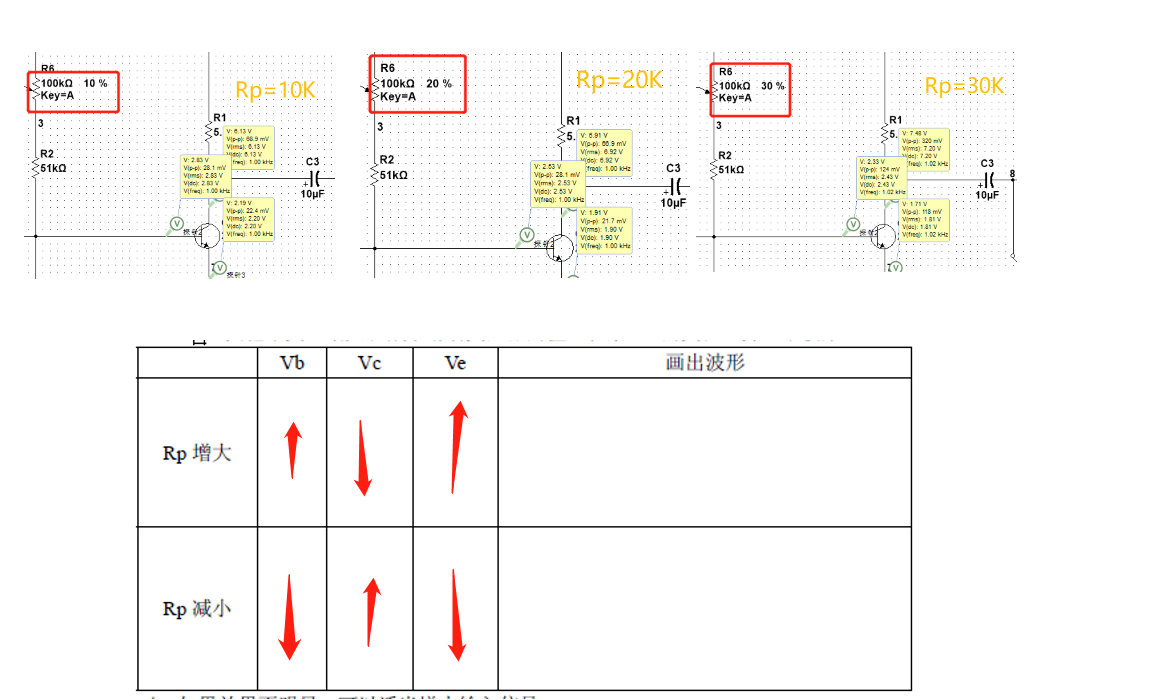 R6
100kΩ 10 %
Key=A
Rp=10K
3
R1
5.
V: 6.13 V
V(p-p): 68.9 mV
V(rms): 6.13 V
V(dc): 6.13 V
V(freq): 1.00 kHz
R2
51kΩ
V: 2.83 V
V(p-p): 28.1 mV
V(rms): 2.83 V
V(dc): 2.83 V
V(freq): 1.00 kHz
C3
+
10μF
V: 2.19 V
V(p-p): 22.4 mV
V(rms): 2.20 V
V(dc): 2.20 V
V(freq): 1.00 kHz
V
V
探针3
R6
100kΩ 20 %
Key=A
Rp=20K
3
R1
5.
V: 6.91 V
V(p-p): 66.9 mV
V(rms): 6.92 V
V(dc): 6.92 V
V(freq): 1.00 kHz
R2
51kΩ
V: 2.53 V
V(p-p): 28.1 mV
V(rms): 2.53 V
V(dc): 2.53 V
V(freq): 1.00 kHz
C3
+
10μF
V: 1.91 V
V(p-p): 21.7 mV
V(rms): 1.90 V
V(dc): 1.90 V
V(freq): 1.00 kHz
V
R6
100kΩ 30 %
Key=A
Rp=30K
3
R1
5.
V: 7.48 V
V(p-p): 320 mV
V(rms): 7.20 V
V(dc): 7.20 V
V(freq): 1.02 kHz
R2
51kΩ
V: 2.33 V
V(p-p): 124 mV
V(rms): 2.43 V
V(dc): 2.43 V
V(freq): 1.02 kHz
C3
+
10μF
8
V: 1.71 V
V(p-p): 118 mV
V(rms): 1.81 V
V(dc): 1.81 V
V(freq): 1.02 kHz
V
V
Vb Vc Ve 画出波形
Rp 增大
Rp 减小